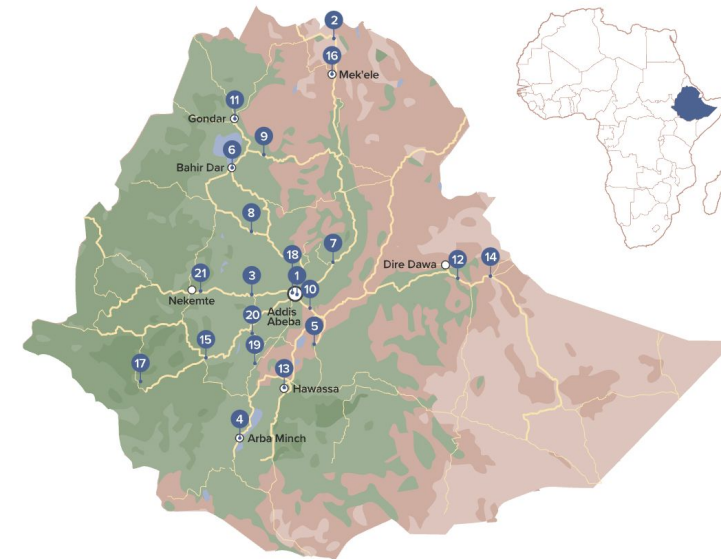 2
16
Mek'ele
11
Gondar
9
6
Bahir Dar
8
18
7
Dire Dawa
12
14
21
3
1
Nekemte
10
Addis
Abeba
20
5
15
19
17
13
Hawassa
4
Arba Minch